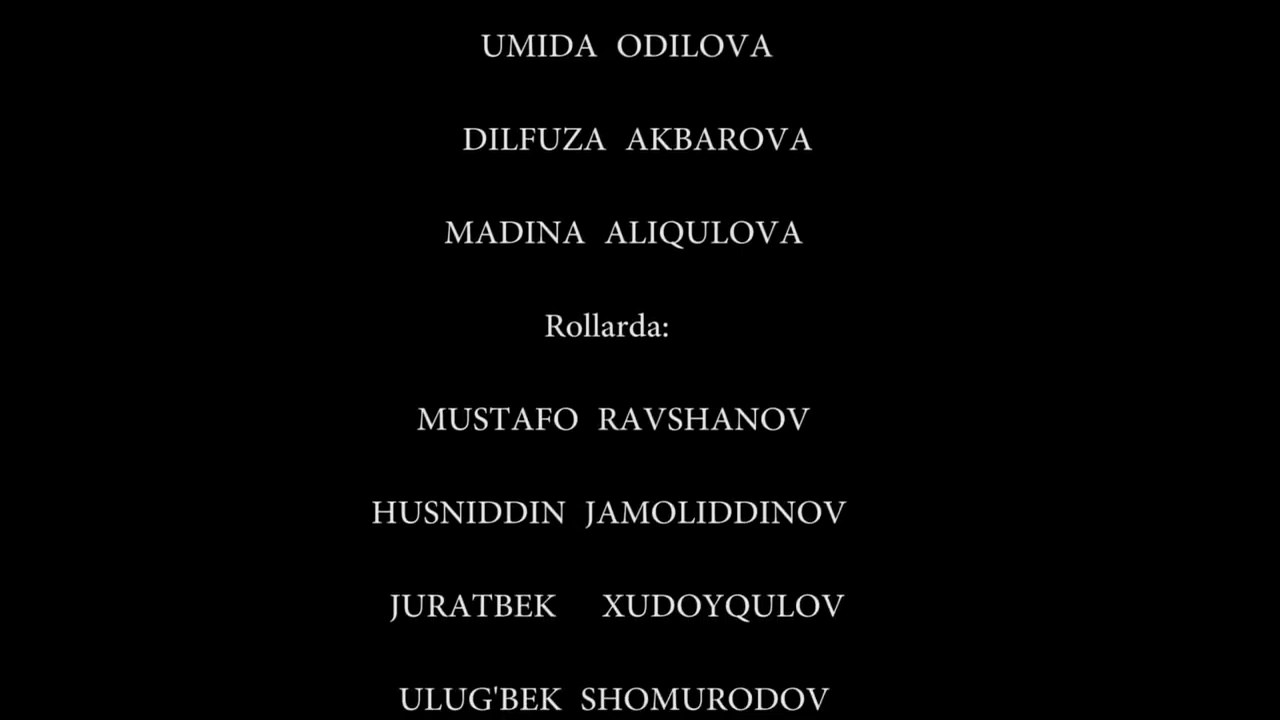 UMIDA ODILOVA
DILFUZA AKBAROVA
MADINA ALIQULOVA
Rollarda:
MUSTAFO RAVSHANOV
HUSNIDDIN JAMOLIDDINOV
JURATBEK XUDOYQULOV
ULUG'BEK SHOMURODOV